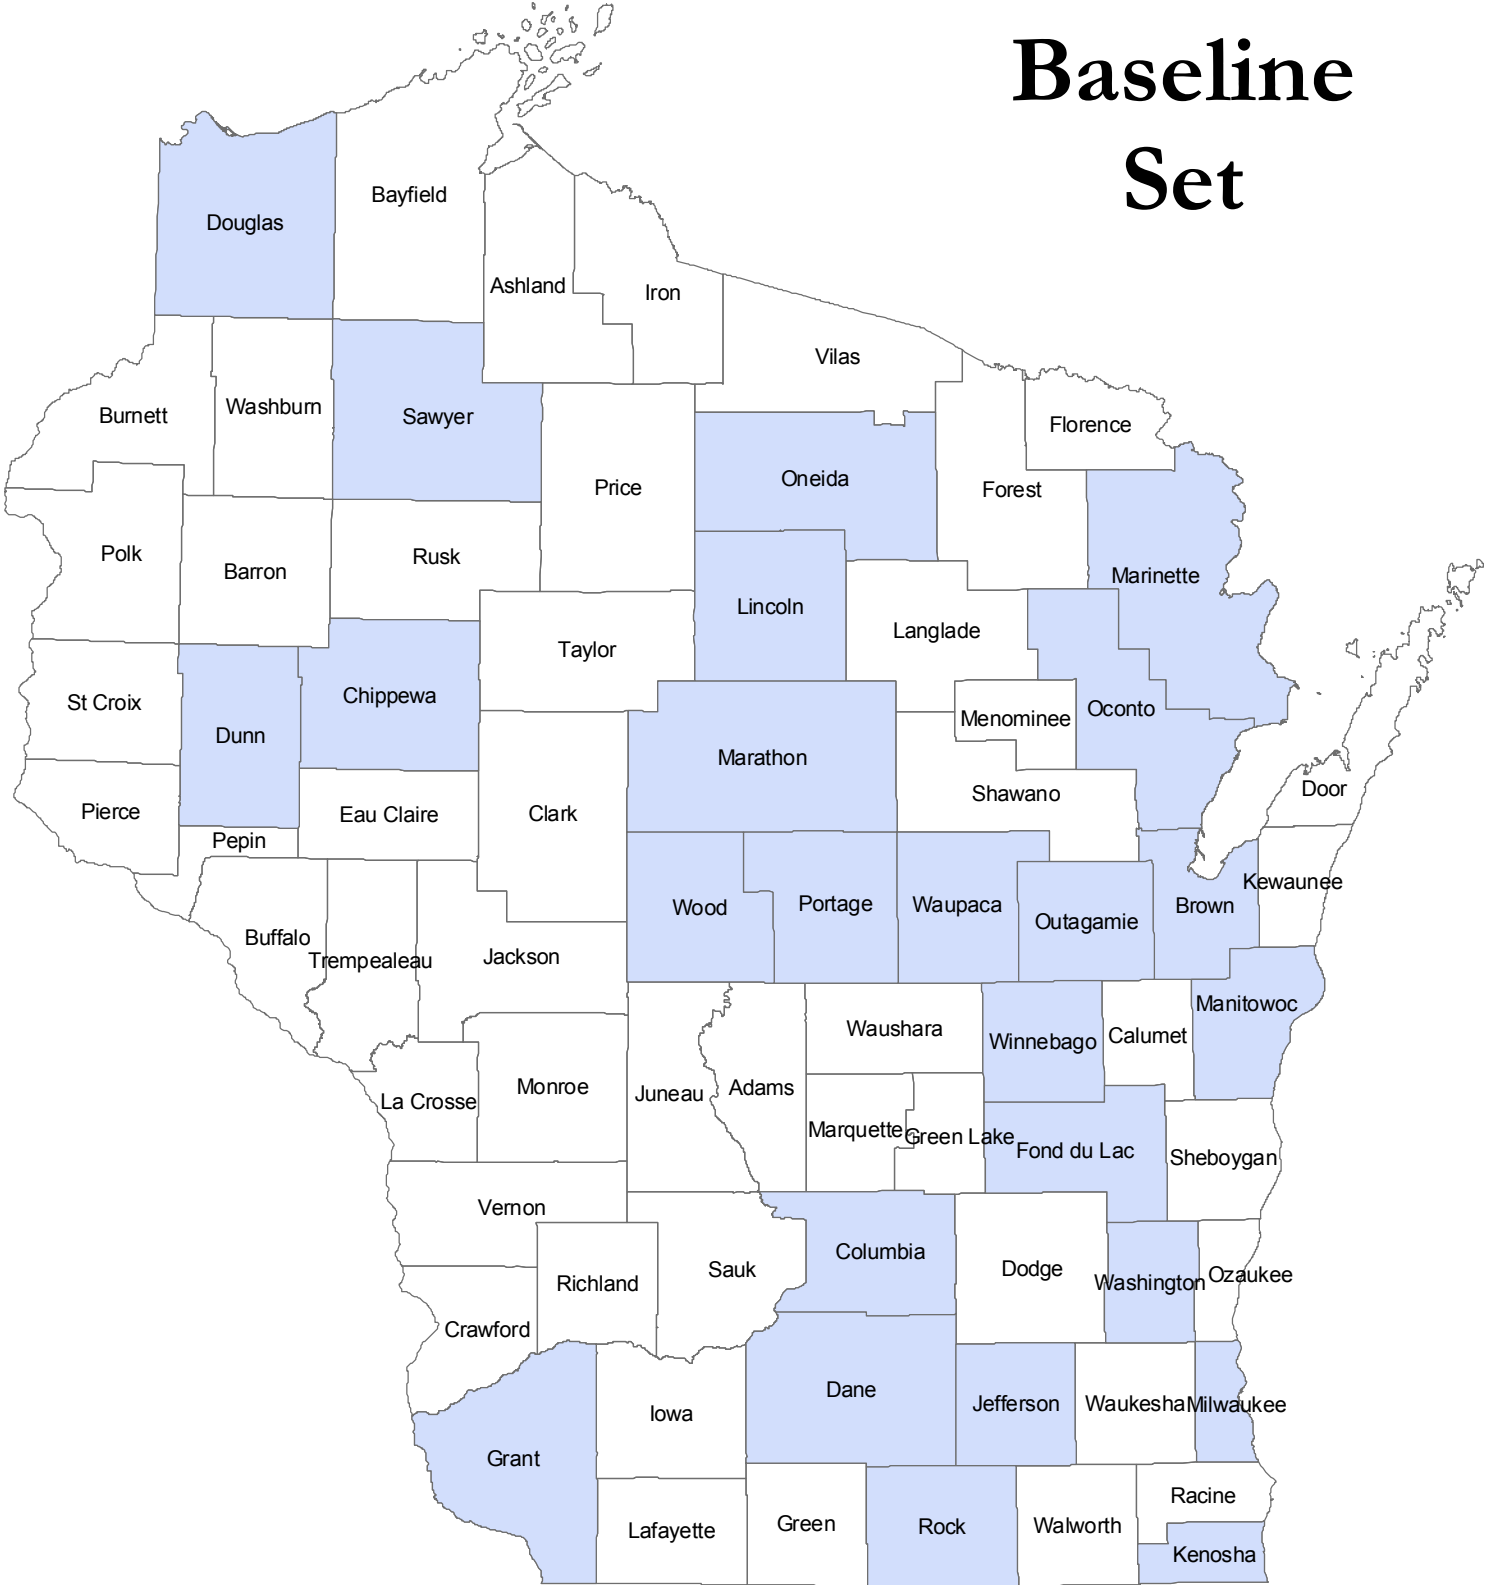 Baseline
Set
Bayfield
Douglas
Ashland
Iron
Vilas
Burnett
Washburn
Sawyer
Florence
Price
Oneida
Forest
Polk
Barron
Rusk
Marinette
Lincoln
Langlade
Taylor
St Croix
Chippewa
Dunn
Menominee
Oconto
Marathon
Shawano
Door
Pierce
Eau Claire
Clark
Pepin
Kewaunee
Wood
Portage
Waupaca
Outagamie
Brown
Buffalo
Trempealeau
Jackson
Manitowoc
Waushara
Winnebago
Calumet
La Crosse
Monroe
Juneau
Adams
Marquette
Green Lake
Fond du Lac
Sheboygan
Vernon
Columbia
Dodge
Washington
Ozaukee
Richland
Sauk
Crawford
Dane
Jefferson
Waukesha
Milwaukee
Iowa
Grant
Racine
Lafayette
Green
Rock
Walworth
Kenosha